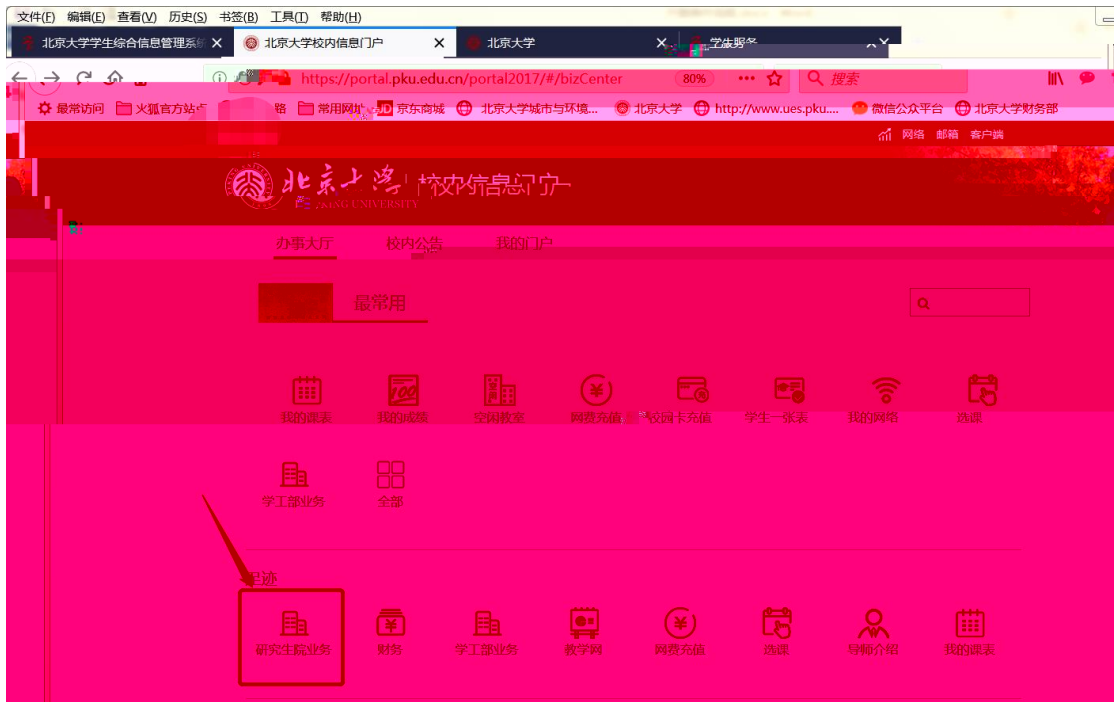 文件(F) 编辑(E) 查看(V) 历史(S) 书签(B) 工具(T) 帮助(H)
北京大学学生综合信息管理系统 北京大学校内信息门户 北京大学
https://portal.pku.edu.cn/portal2017/#/bizCenter 80% 搜索
最常访问 火狐官方站点 常用网址 JD 京东商城 北京大学城市与环境... 北京大学 http://www.ues.pku.... 微信公众平台 北京大学财务部
网络 邮箱 客户端
北京大学 校内信息门户
UNIVERSITY
办事大厅 校内公告 我的门户
最常用
我的课表 我的成绩 空闲教室 网费充值 校园卡充值 学生一张表 我的网络 选课
学工部业务 全部
足迹
研究生院业务 财务 学工部业务 教学网 网费充值 选课 导师介绍 我的课表